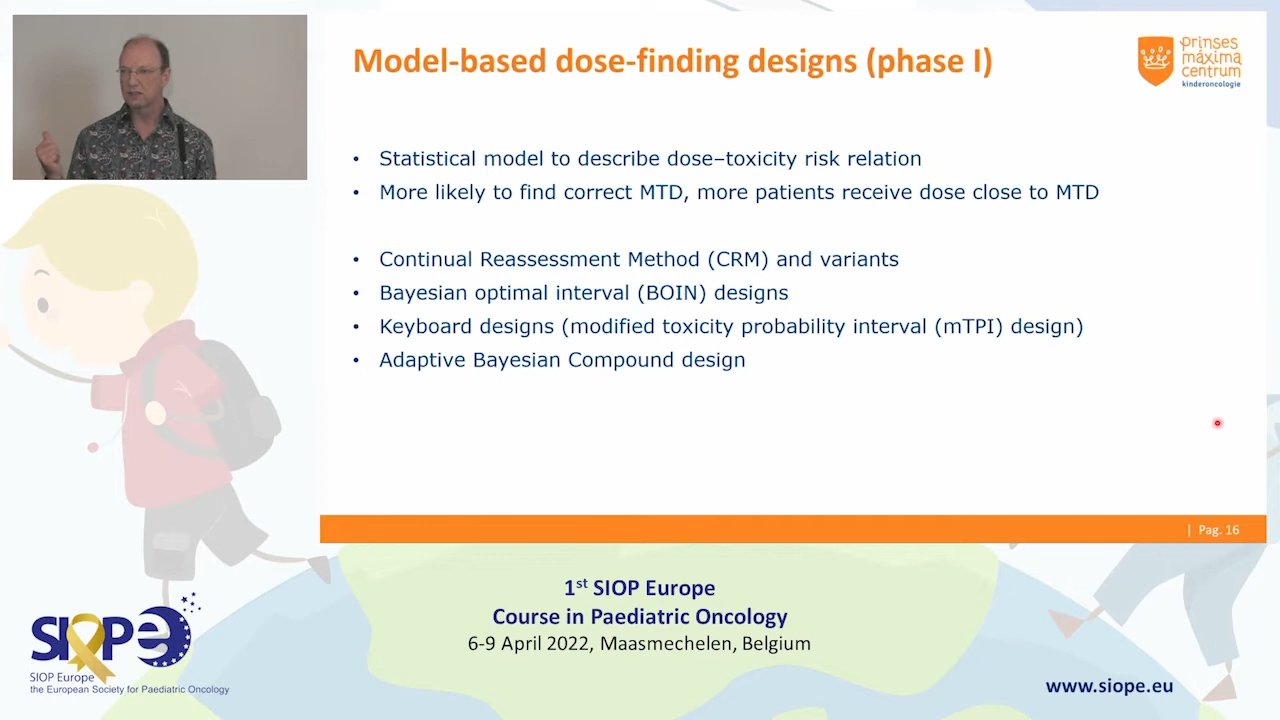 Model-based dose-finding designs (phase I)
prinses
máxima
centrum
kinderoncologie
• Statistical model to describe dose–toxicity risk relation
• More likely to find correct MTD, more patients receive dose close to MTD
• Continual Reassessment Method (CRM) and variants
• Bayesian optimal interval (BOIN) designs
• Keyboard designs (modified toxicity probability interval (mTPI) design)
• Adaptive Bayesian Compound design
| Pag. 16
1st SIOP Europe
Course in Paediatric Oncology
6-9 April 2022, Maasmechelen, Belgium
SIOPe
SIOP Europe
the European Society for Paediatric Oncology
www.siope.eu